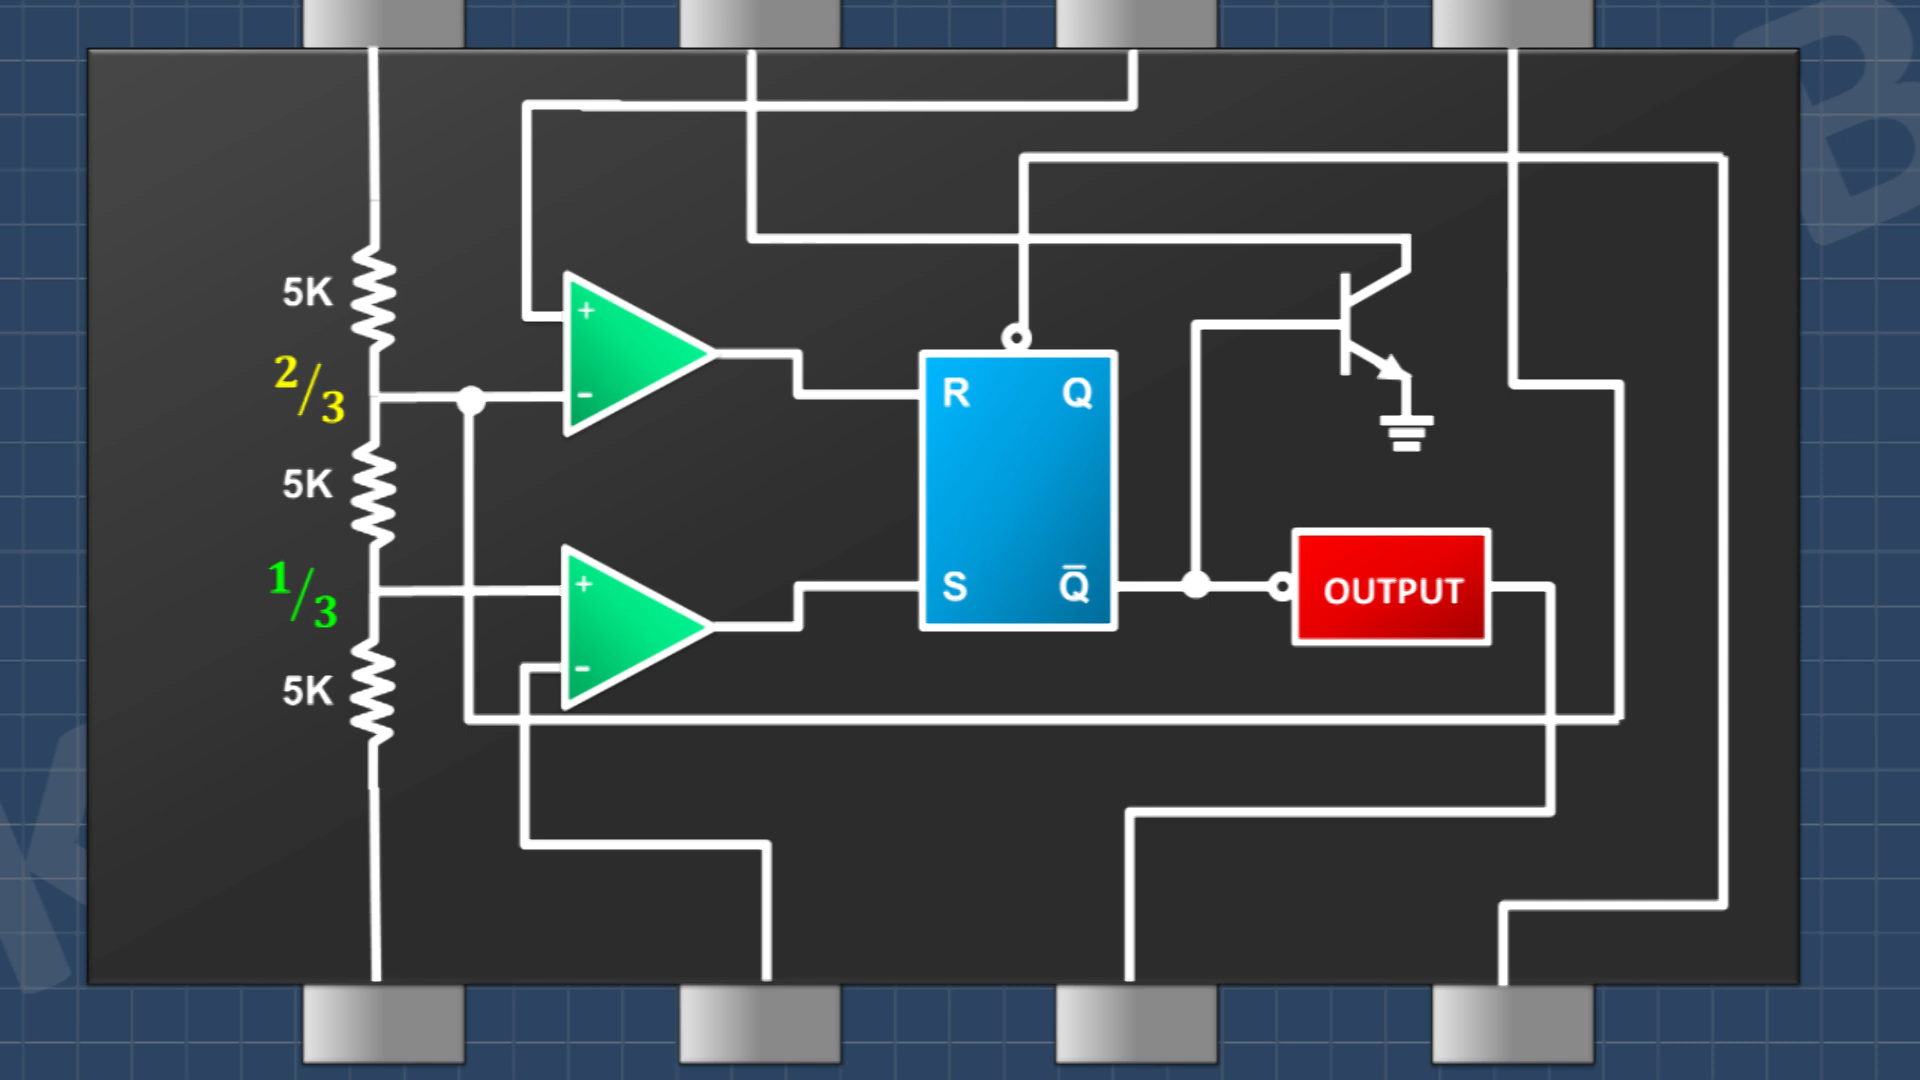 5K
+
2/3
-
R Q
5K
+
1/3
S Q̅
OUTPUT
-
5K
B
K